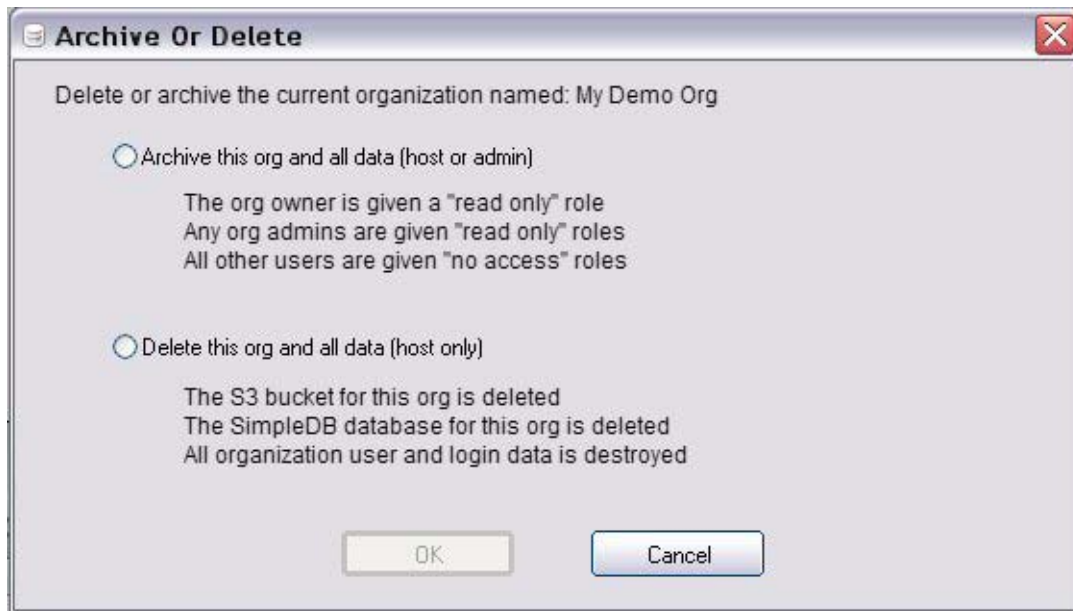 Archive Or Delete
Delete or archive the current organization named: My Demo Org
Archive this org and all data (host or admin)
The org owner is given a "read only" role
Any org admins are given "read only" roles
All other users are given "no access" roles
Delete this org and all data (host only)
The S3 bucket for this org is deleted
The SimpleDB database for this org is deleted
All organization user and login data is destroyed
OK Cancel